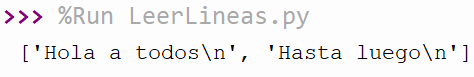 >>> %Run LeerLineas.py
['Hola a todos\n', 'Hasta luego\n']